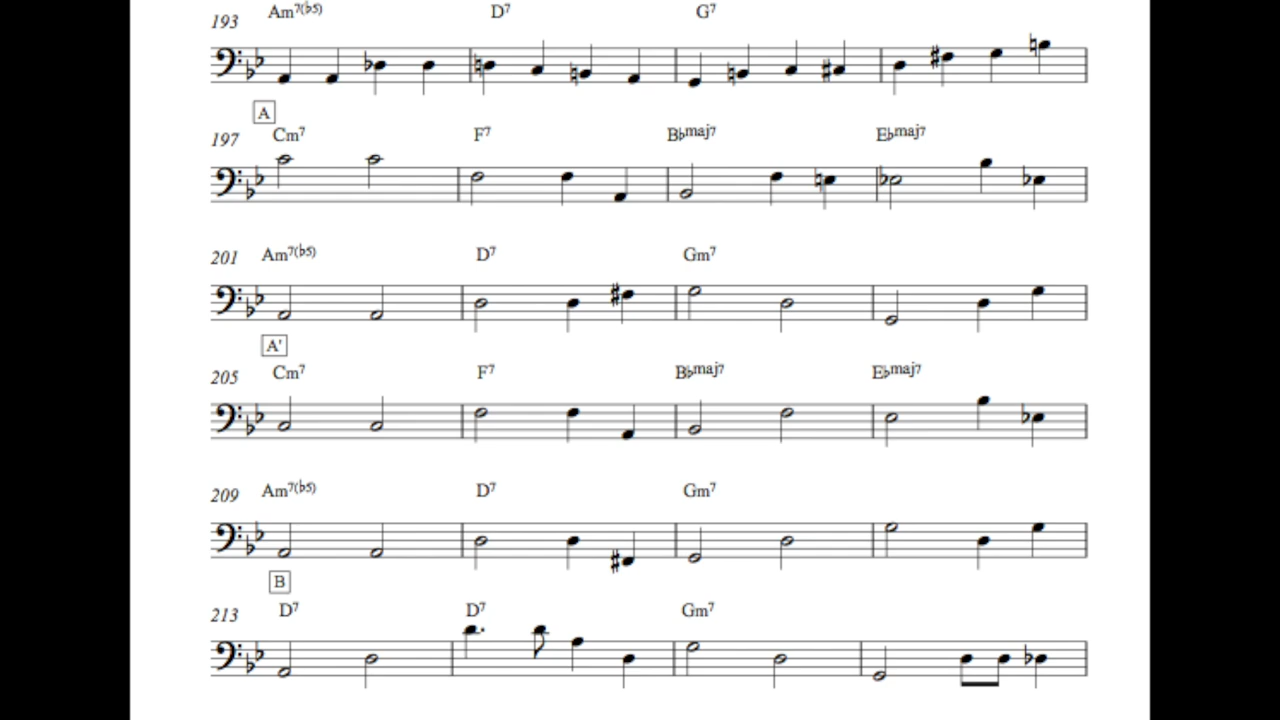 193 Am7(♭5) D7 G7
A
197 Cm7 F7 B♭maj7 E♭maj7
201 Am7(♭5) D7 Gm7
A'
205 Cm7 F7 B♭maj7 E♭maj7
209 Am7(♭5) D7 Gm7
B
213 D7 D7 Gm7